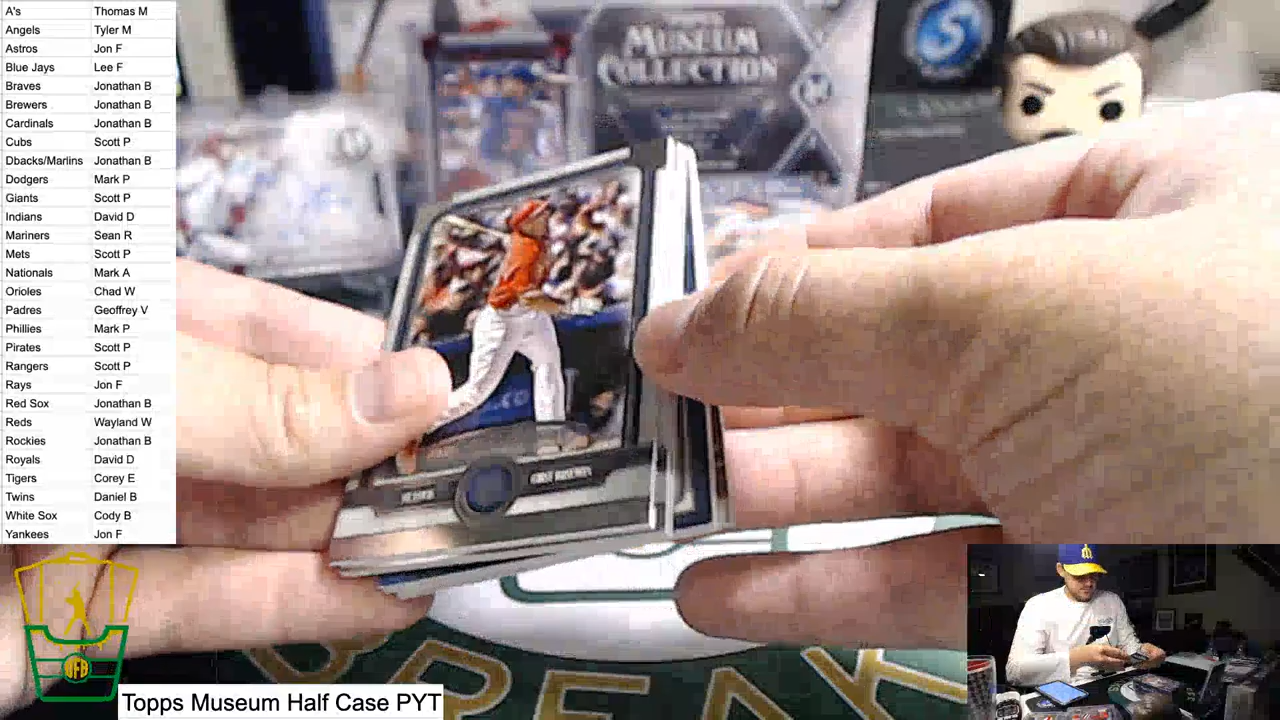 A's Thomas M
Angels Tyler M
Astros Jon F
Blue Jays Lee F
Braves Jonathan B
Brewers Jonathan B
Cardinals Jonathan B
Cubs Scott P
Dbacks/Marlins Jonathan B
Dodgers Mark P
Giants Scott P
Indians David D
Mariners Sean R
Mets Scott P
Nationals Mark A
Orioles Chad W
Padres Geoffrey V
Phillies Mark P
Pirates Scott P
Rangers Scott P
Rays Jon F
Red Sox Jonathan B
Reds Wayland W
Rockies Jonathan B
Royals David D
Tigers Corey E
Twins Daniel B
White Sox Cody B
Yankees Jon F
MUSEUM
COLLECTION
BREAK
Topps Museum Half Case PYT